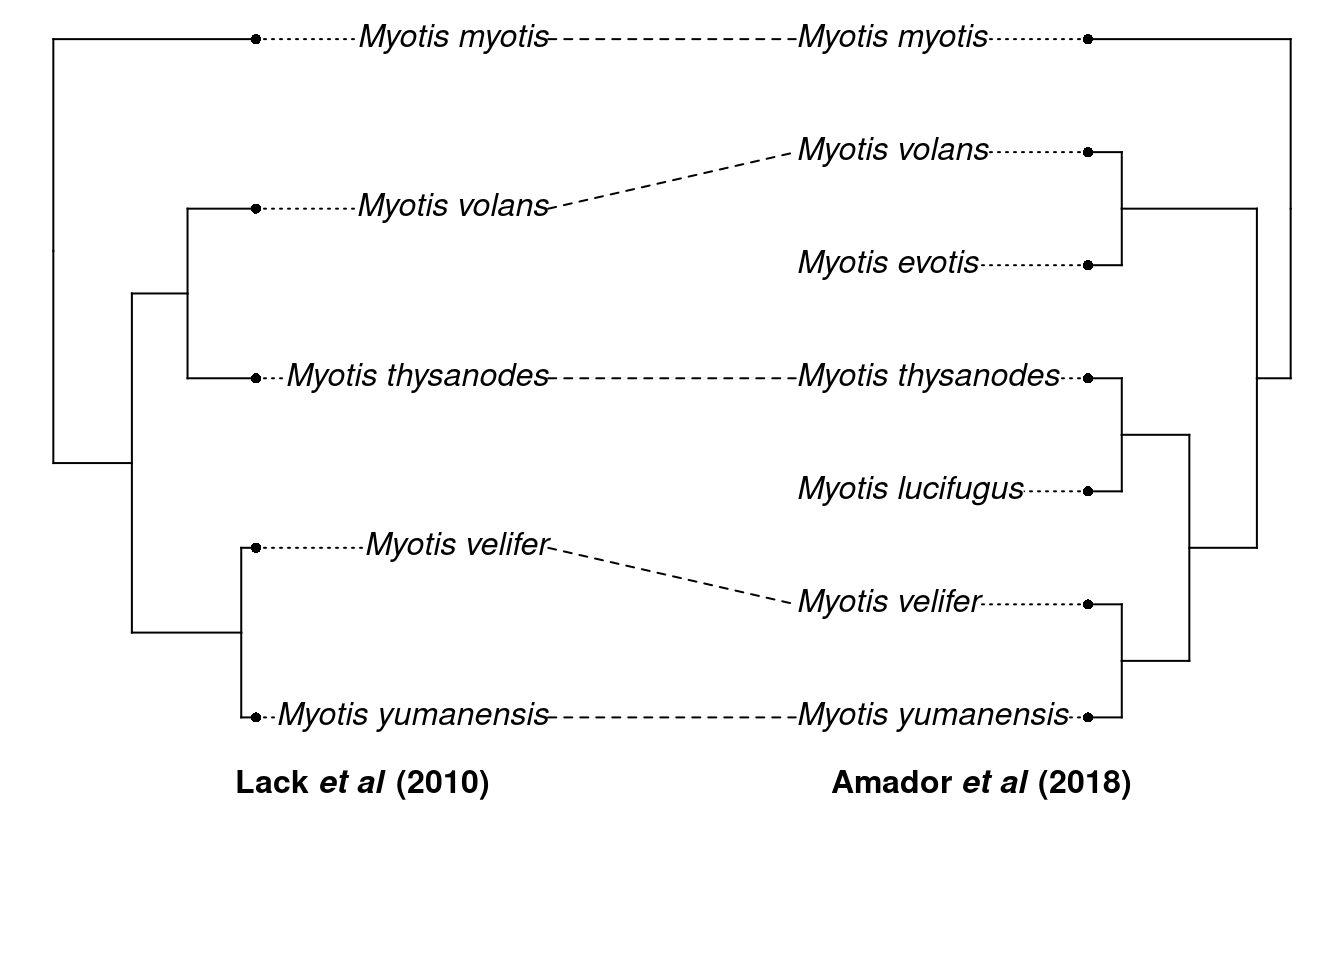 Myotis myotis
Myotis volans
Myotis thysanodes
Myotis velifer
Myotis yumanensis
Lack et al (2010)
Myotis myotis
Myotis volans
Myotis evotis
Myotis thysanodes
Myotis lucifugus
Myotis velifer
Myotis yumanensis
Amador et al (2018)